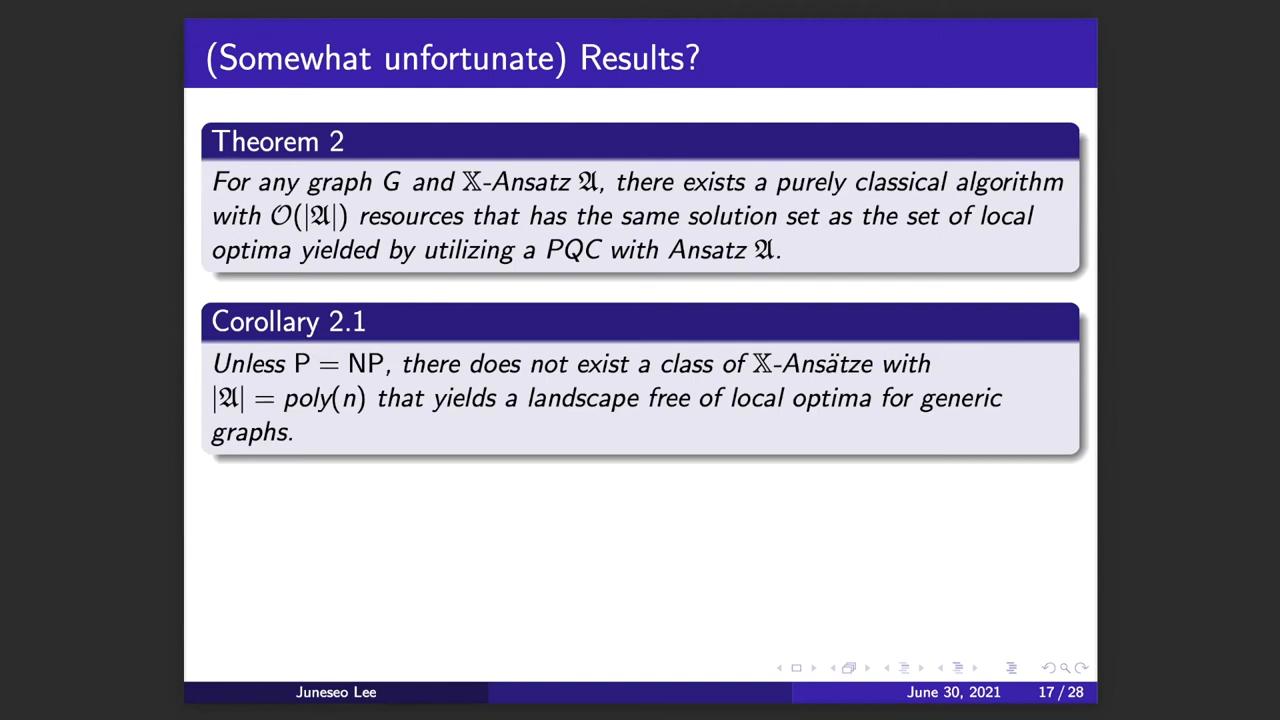 (Somewhat unfortunate) Results?
Theorem 2
For any graph G and 𝕏-Ansatz 𝔄, there exists a purely classical algorithm
with 𝒪(|𝔄|) resources that has the same solution set as the set of local
optima yielded by utilizing a PQC with Ansatz 𝔄.
Corollary 2.1
Unless P = NP, there does not exist a class of 𝕏-Ansätze with
|𝔄| = poly(n) that yields a landscape free of local optima for generic
graphs.
Juneseo Lee
June 30, 2021
17 / 28